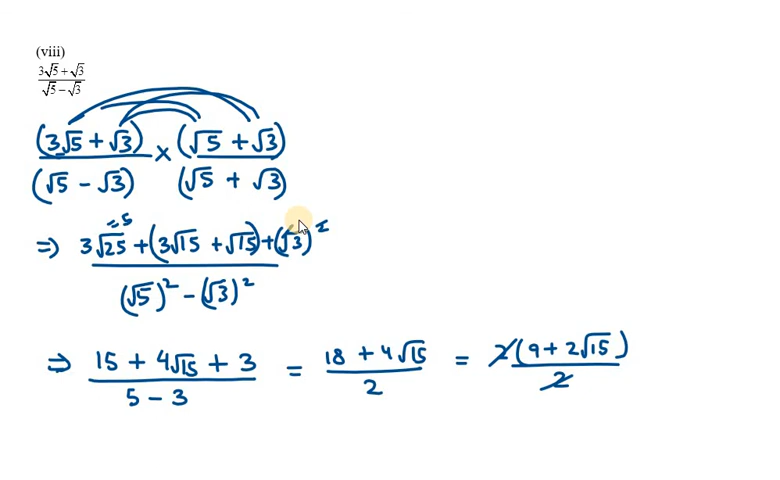 (viii)
3√5 + √3
√5 − √3
(3√5 + √3) × (√5 + √3)
(√5 − √3) (√5 + √3)
= 5
⇒ 3√25 + (3√15 + √15) + (√3)²
(√5)² − (√3)²
⇒ 15 + 4√15 + 3 = 18 + 4√15 = 2(9 + 2√15)
5 − 3 2 2